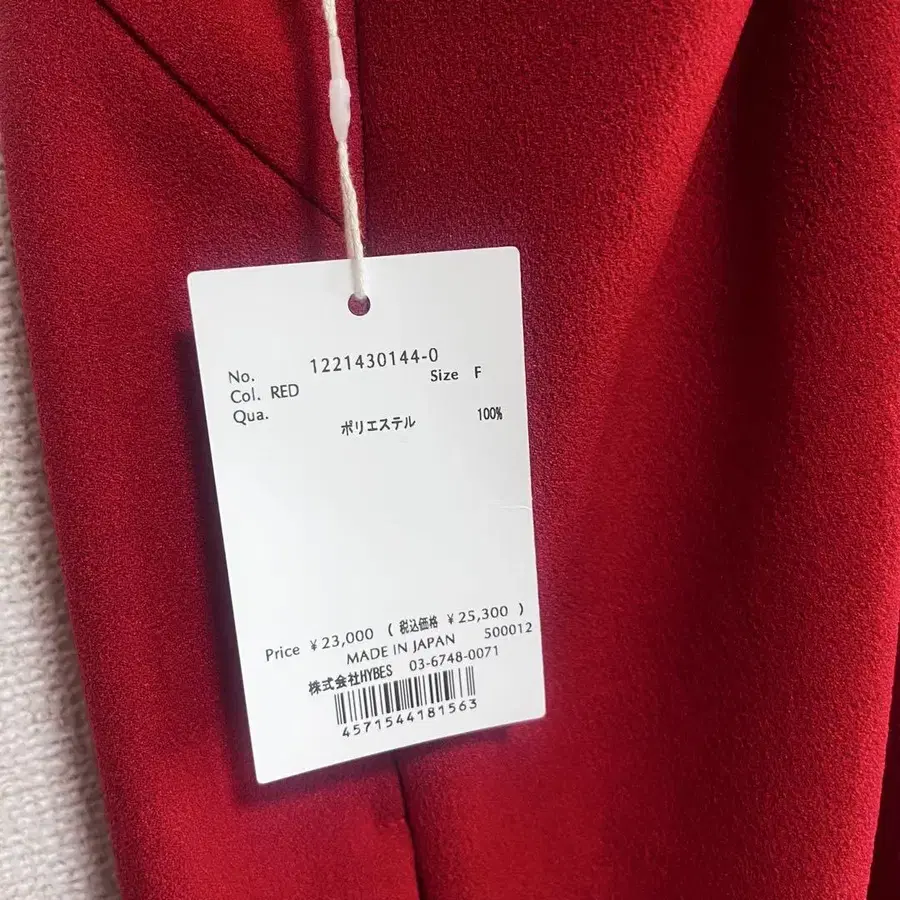 No. 1221430144-0
Col. RED Size F
Qua.
ポリエステル 100%
Price ¥23,000 ( 税込価格 ¥25,300 )
MADE IN JAPAN 500012
株式会社HYBES 03-6748-0071
4571544181563